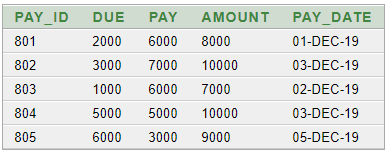 PAY_ID DUE PAY AMOUNT PAY_DATE
801 2000 6000 8000 01-DEC-19
802 3000 7000 10000 03-DEC-19
803 1000 6000 7000 02-DEC-19
804 5000 5000 10000 03-DEC-19
805 6000 3000 9000 05-DEC-19